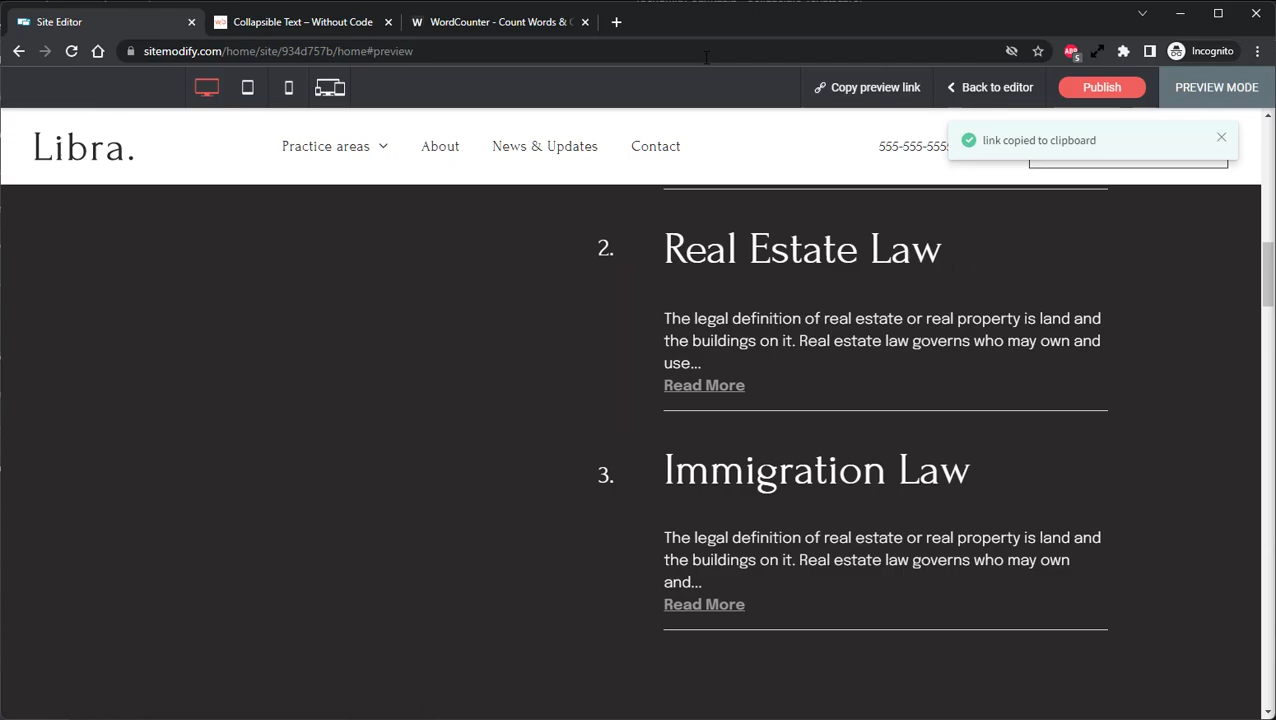 Site Editor
Collapsible Text – Without Code
WordCounter - Count Words & C
sitemodify.com/home/site/934d757b/home#preview
Incognito
Copy preview link
Back to editor
Publish
PREVIEW MODE
Libra.
Practice areas
About
News & Updates
Contact
555-555-5555
link copied to clipboard
2.
Real Estate Law
The legal definition of real estate or real property is land and
the buildings on it. Real estate law governs who may own and
use...
Read More
3.
Immigration Law
The legal definition of real estate or real property is land and
the buildings on it. Real estate law governs who may own
and...
Read More